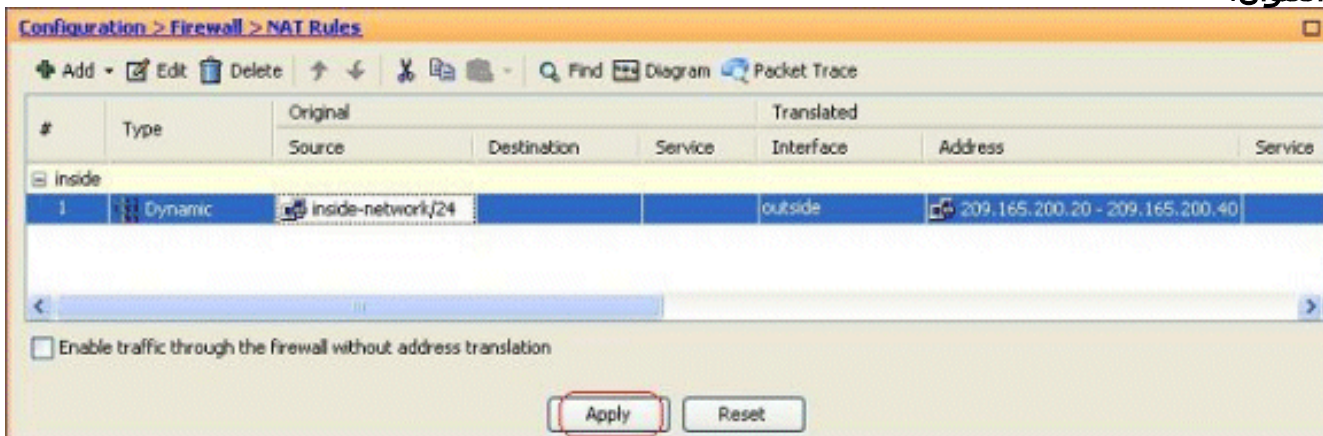 Configuration > Firewall > NAT Rules
Add Edit Delete Find Diagram Packet Trace
# Type Original Translated
Source Destination Service Interface Address Service
inside
1 Dynamic inside-network/24 outside 209.165.200.20 - 209.165.200.40
Enable traffic through the firewall without address translation
Apply Reset